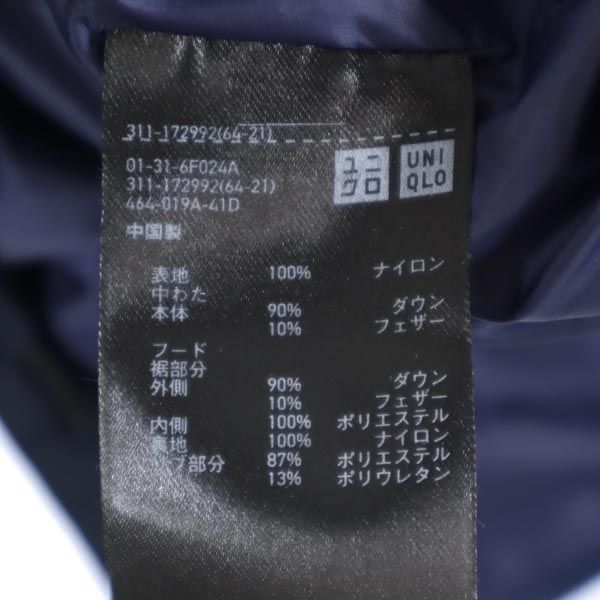 311-172992(64-21)
01-31-6F024A
311-172992(64-21)
464-019A-41D
ユニクロ
UNIQLO
中国製
表地 100% ナイロン
中わた
本体 90% ダウン
10% フェザー
フード
裾部分
外側 90% ダウン
10% フェザー
内側 100% ポリエステル
裏地 100% ナイロン
部分 87% ポリエステル
13% ポリウレタン